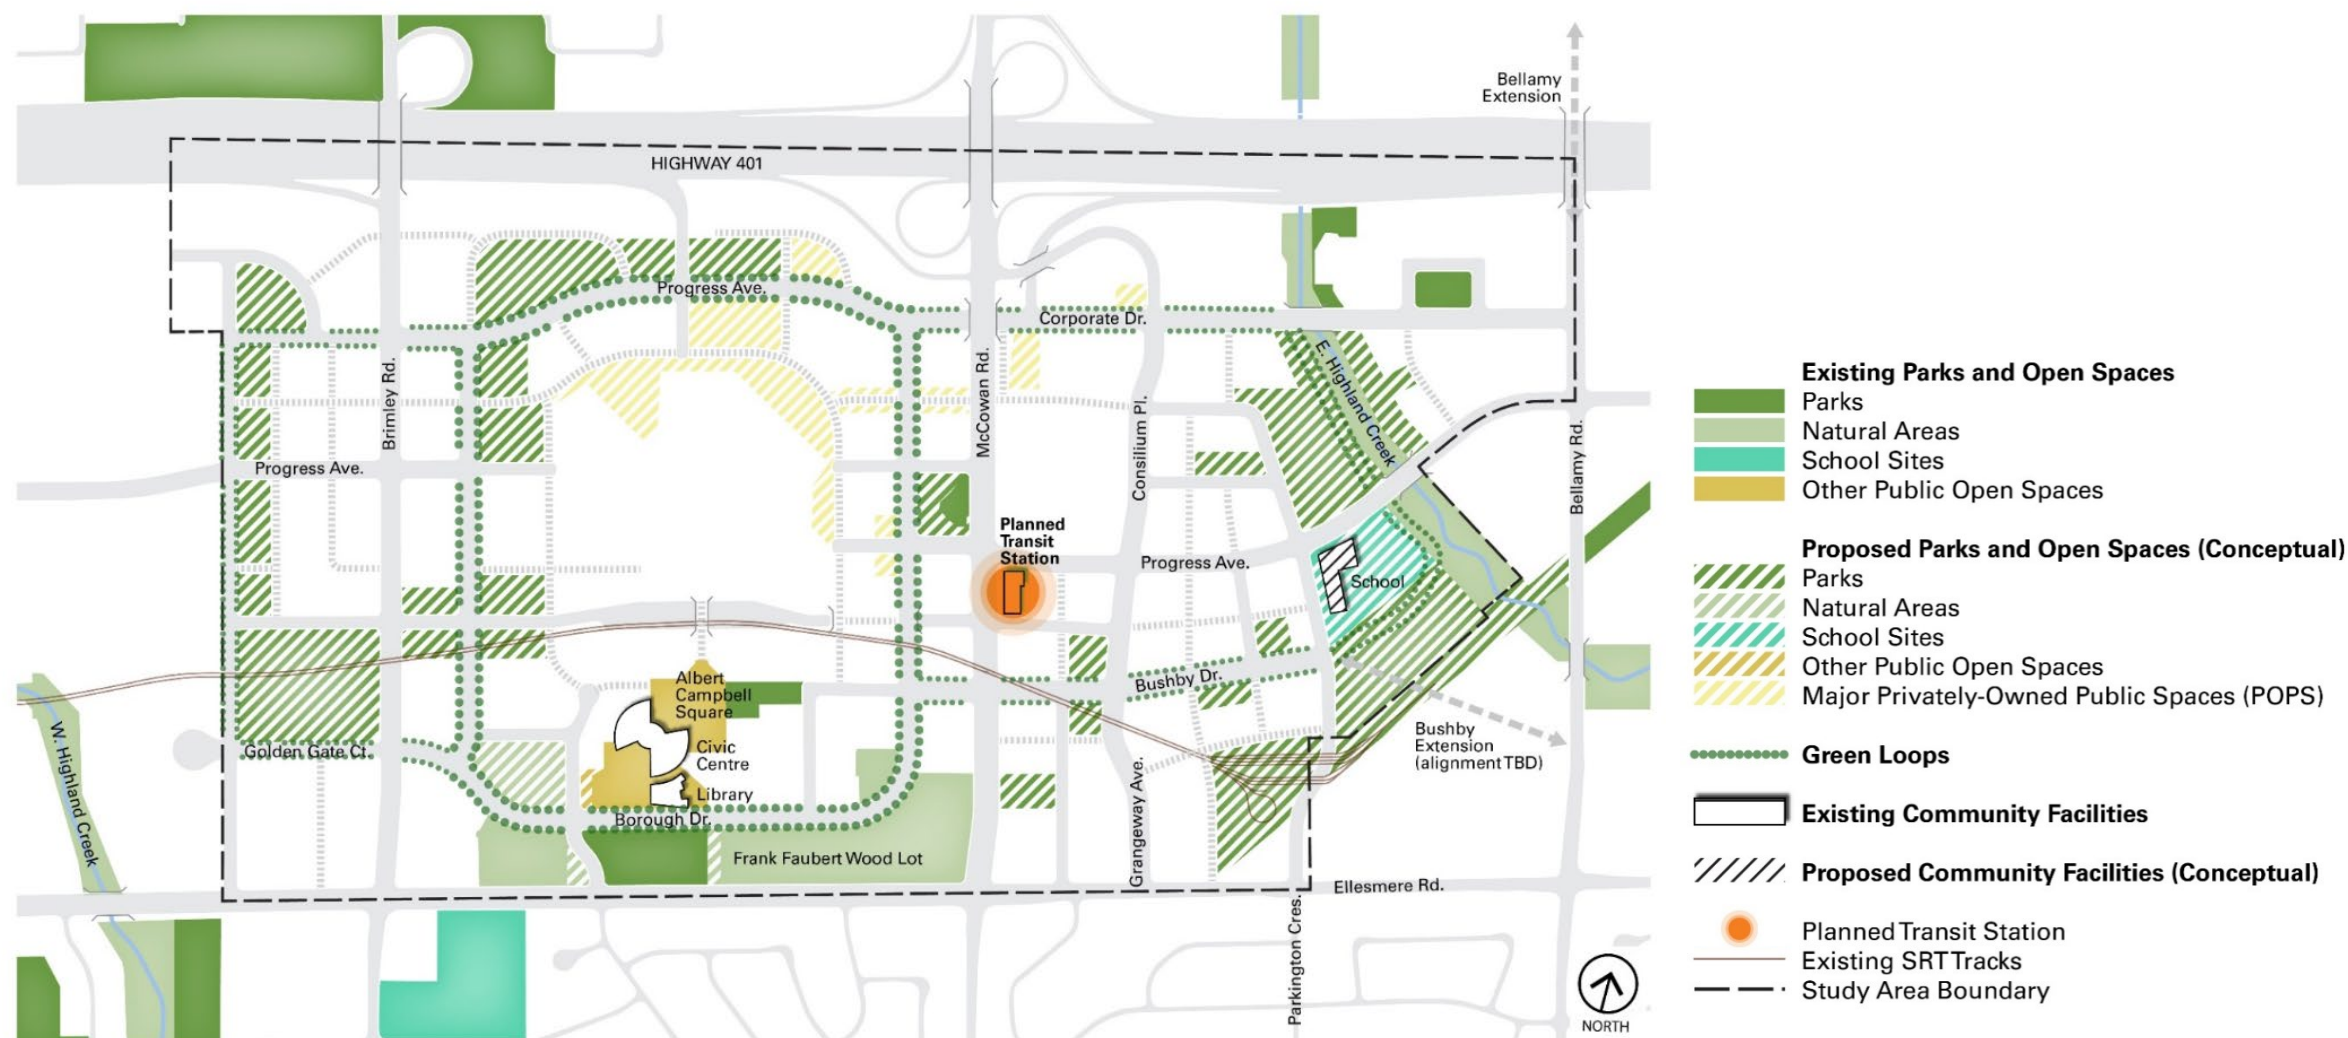 Bellamy
Extension
HIGHWAY 401
Progress Ave.
Corporate Dr.
E. Highland Creek
Brimley Rd.
McCowan Rd.
Consilium Pl.
Bellamy Rd.
Progress Ave.
Planned
Transit
Station
Progress Ave.
School
Albert
Campbell
Square
Bushby Dr.
Golden Gate Ct.
Civic
Centre
Bushby
Extension
(alignment TBD)
W. Highland Creek
Library
Borough Dr.
Grangeway Ave.
Frank Faubert Wood Lot
Ellesmere Rd.
Parkington Cres.
NORTH
Existing Parks and Open Spaces
Parks
Natural Areas
School Sites
Other Public Open Spaces
Proposed Parks and Open Spaces (Conceptual)
Parks
Natural Areas
School Sites
Other Public Open Spaces
Major Privately-Owned Public Spaces (POPS)
Green Loops
Existing Community Facilities
Proposed Community Facilities (Conceptual)
Planned Transit Station
Existing SRT Tracks
Study Area Boundary